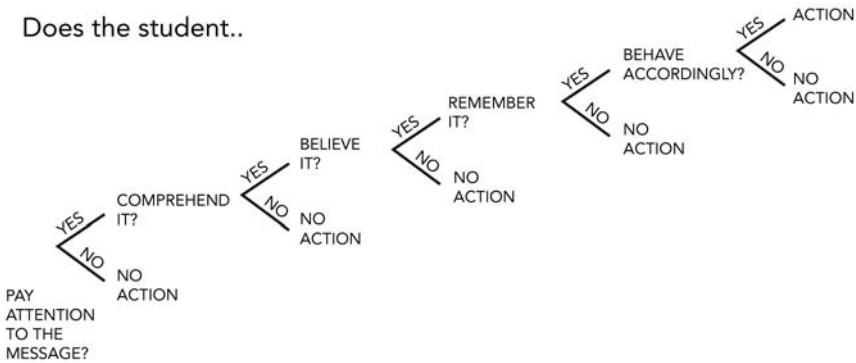 Does the student..
PAY
ATTENTION
TO THE
MESSAGE?
YES
NO
NO
ACTION
COMPREHEND
IT?
YES
NO
NO
ACTION
BELIEVE
IT?
YES
NO
NO
ACTION
REMEMBER
IT?
YES
NO
NO
ACTION
BEHAVE
ACCORDINGLY?
YES
NO
ACTION
NO
ACTION